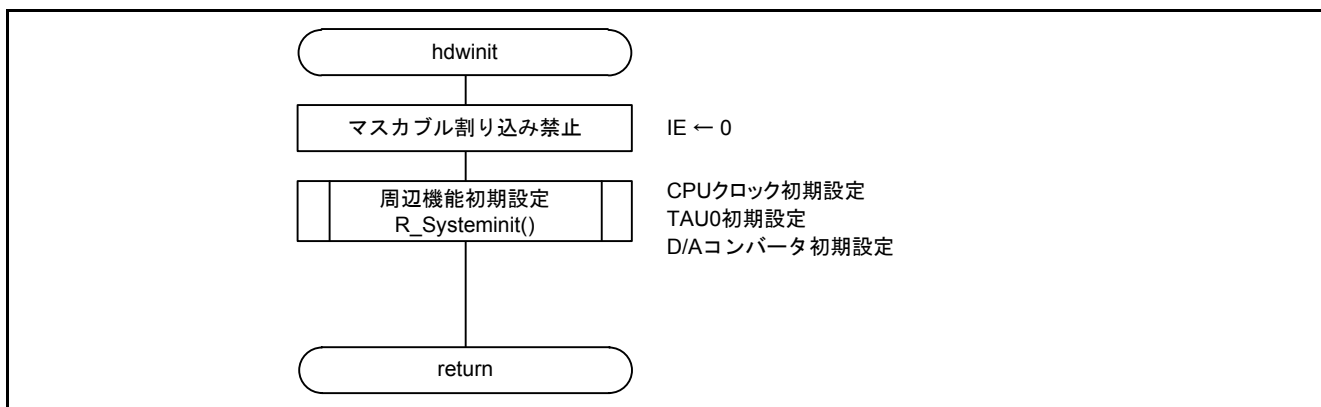 hdwinit
マスカブル割り込み禁止
IE ← 0
周辺機能初期設定
R_Systeminit()
CPUクロック初期設定
TAU0初期設定
D/Aコンバータ初期設定
return